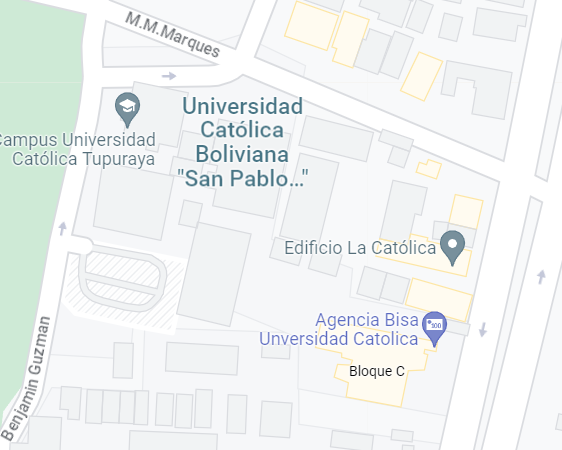 M.M.Marques
Universidad
Católica
Boliviana
"San Pablo..."
Campus Universidad
Católica Tupuraya
Edificio La Católica
Agencia Bisa
Unversidad Catolica
Bloque C
Benjamin Guzman